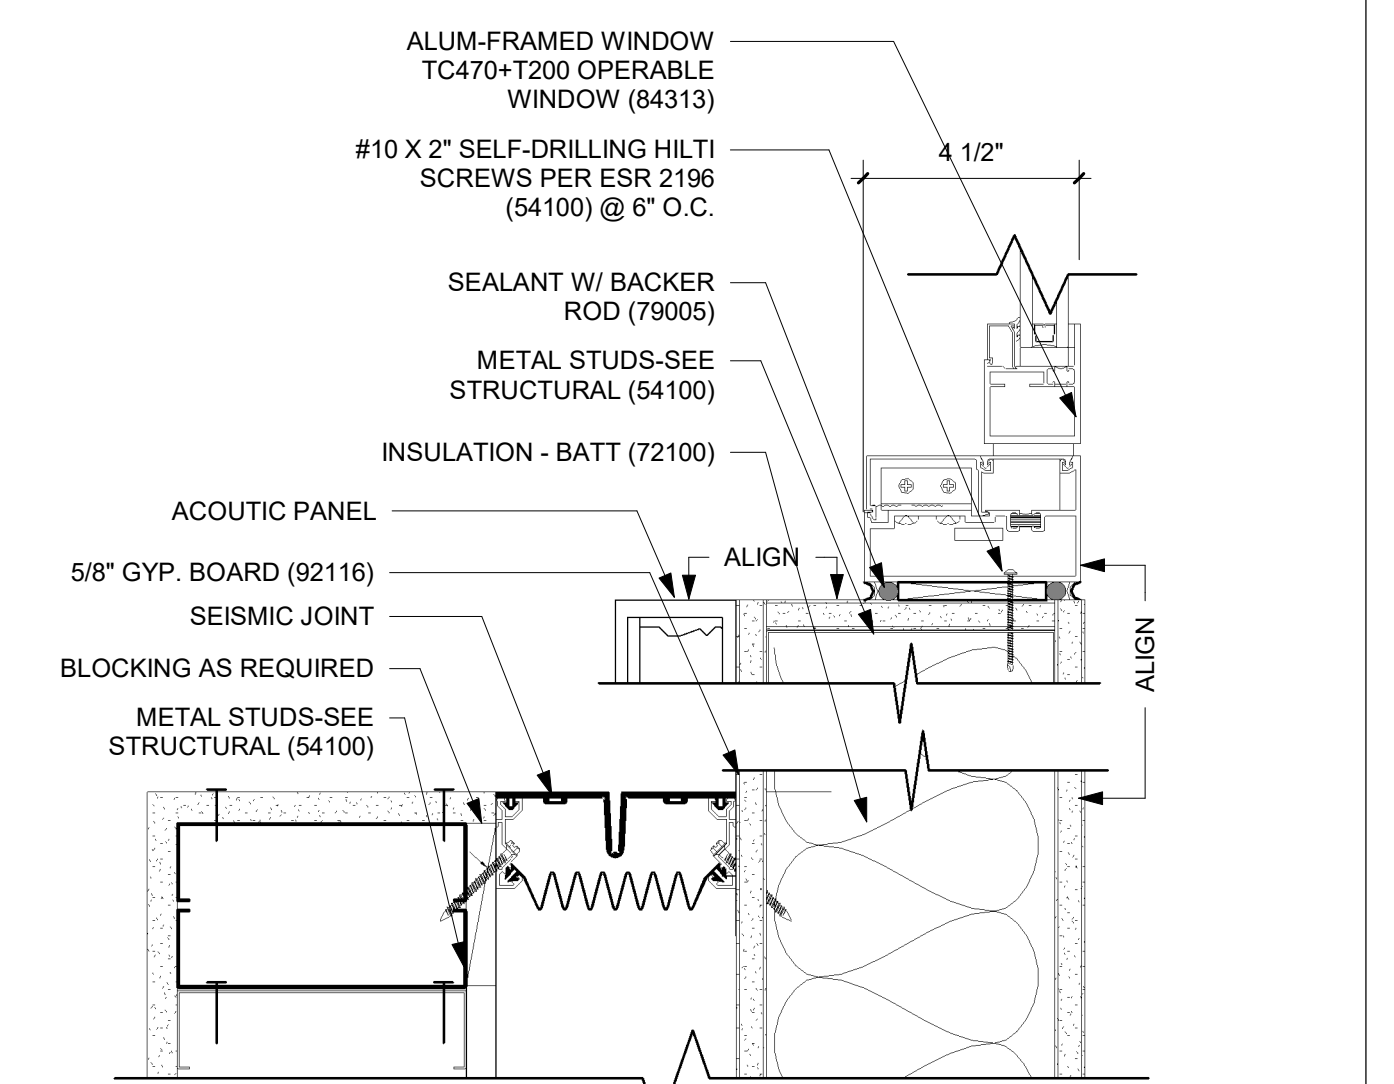 ALUM-FRAMED WINDOW
TC470+T200 OPERABLE
WINDOW (84313)
#10 X 2" SELF-DRILLING HILTI
SCREWS PER ESR 2196
(54100) @ 6" O.C.
4 1/2"
SEALANT W/ BACKER
ROD (79005)
METAL STUDS-SEE
STRUCTURAL (54100)
INSULATION - BATT (72100)
ACOUTIC PANEL
ALIGN
5/8" GYP. BOARD (92116)
SEISMIC JOINT
ALIGN
BLOCKING AS REQUIRED
METAL STUDS-SEE
STRUCTURAL (54100)